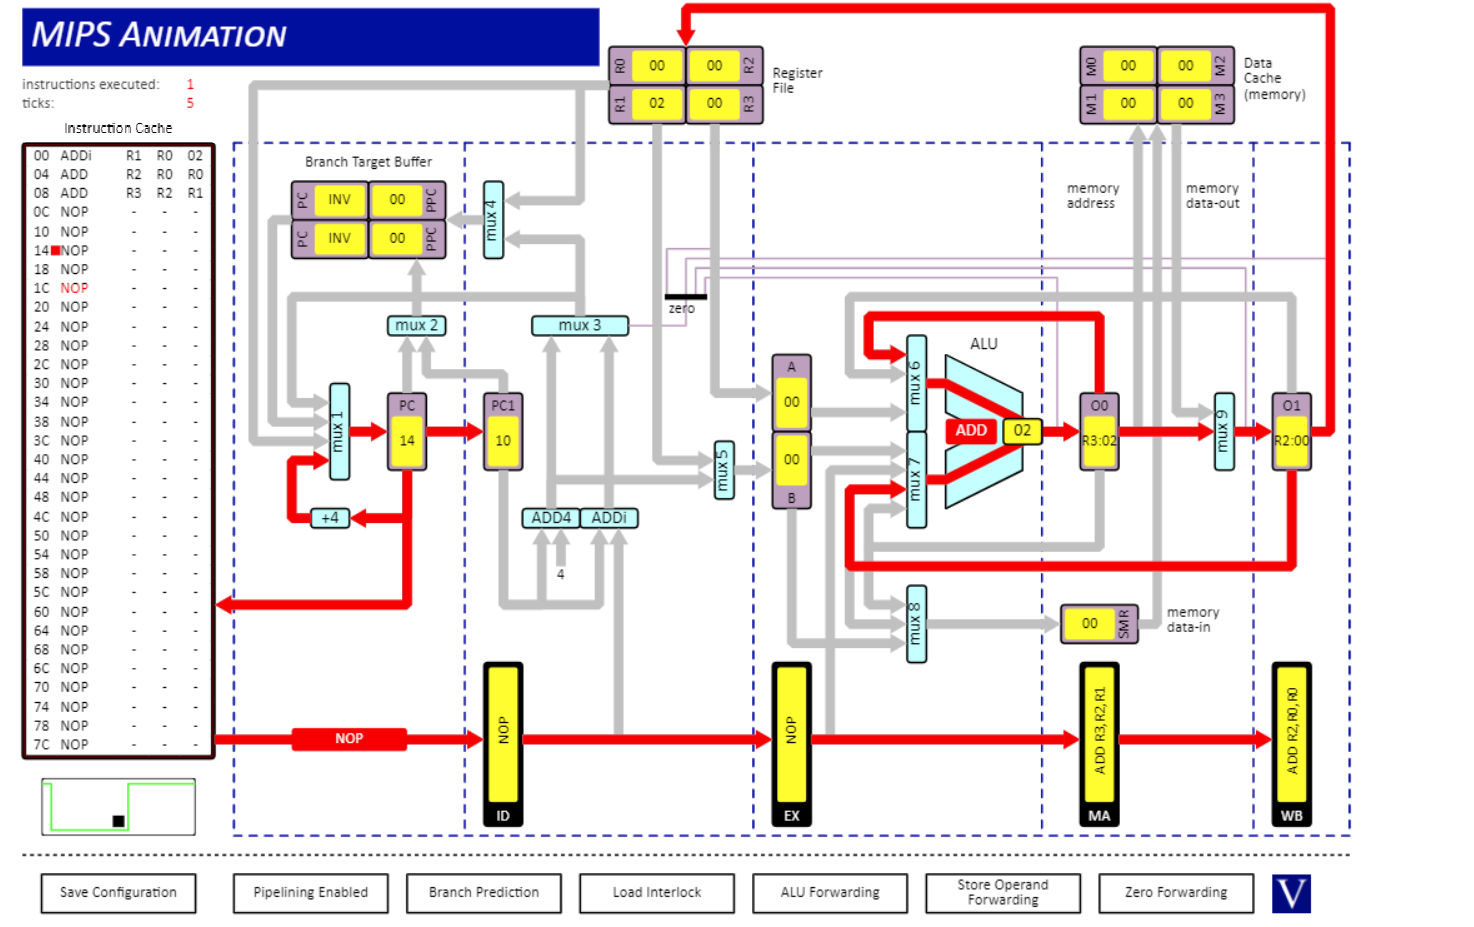 MIPS ANIMATION
instructions executed: 1
ticks: 5
Instruction Cache
00 ADDi R1 R0 02
04 ADD R2 R0 R0
08 ADD R3 R2 R1
0C NOP - - -
10 NOP - - -
14 NOP - - -
18 NOP - - -
1C NOP - - -
20 NOP - - -
24 NOP - - -
28 NOP - - -
2C NOP - - -
30 NOP - - -
34 NOP - - -
38 NOP - - -
3C NOP - - -
40 NOP - - -
44 NOP - - -
48 NOP - - -
4C NOP - - -
50 NOP - - -
54 NOP - - -
58 NOP - - -
5C NOP - - -
60 NOP - - -
64 NOP - - -
68 NOP - - -
6C NOP - - -
70 NOP - - -
74 NOP - - -
78 NOP - - -
7C NOP - - -
R0 00 00 R2
R1 02 00 R3
Register
File
M0 00 00 M2
M1 00 00 M3
Data
Cache
(memory)
Branch Target Buffer
PC INV 00 PPC
PC INV 00 PPC
mux 4
memory
address
memory
data-out
zero
mux 2
mux 3
mux 1
PC
14
PC1
10
+4
ADD4
ADDi
4
mux 5
A
00
00
B
mux 6
mux 7
ALU
ADD
02
O0
R3:02
mux 9
O1
R2:00
mux 8
00
SMR
memory
data-in
NOP
NOP
ID
NOP
EX
ADD R3,R2,R1
MA
ADD R2,R0,R0
WB
Save Configuration
Pipelining Enabled
Branch Prediction
Load Interlock
ALU Forwarding
Store Operand
Forwarding
Zero Forwarding
V